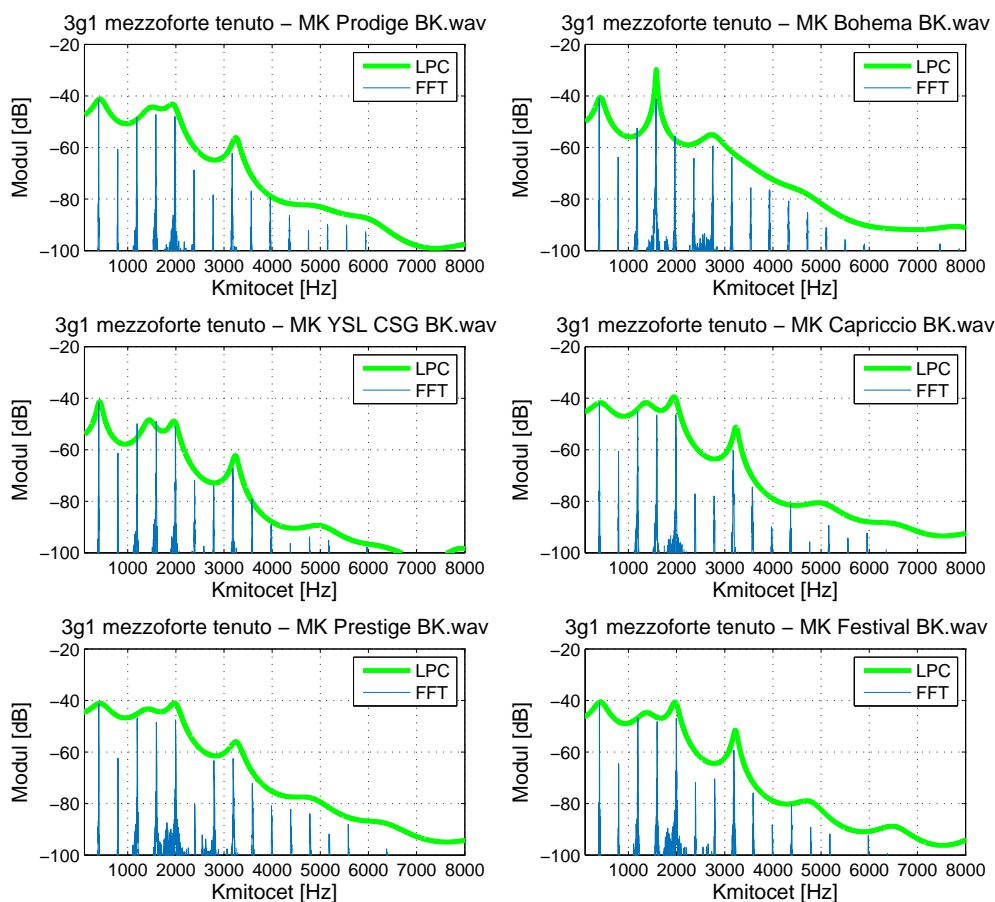 3g1 mezzoforte tenuto − MK Prodige BK.wav
−20
−40
−60
−80
−100
Modul [dB]
1000 2000 3000 4000 5000 6000 7000 8000
Kmitocet [Hz]
LPC
FFT
3g1 mezzoforte tenuto − MK Bohema BK.wav
−20
−40
−60
−80
−100
Modul [dB]
1000 2000 3000 4000 5000 6000 7000 8000
Kmitocet [Hz]
LPC
FFT
3g1 mezzoforte tenuto − MK YSL CSG BK.wav
−20
−40
−60
−80
−100
Modul [dB]
1000 2000 3000 4000 5000 6000 7000 8000
Kmitocet [Hz]
LPC
FFT
3g1 mezzoforte tenuto − MK Capriccio BK.wav
−20
−40
−60
−80
−100
Modul [dB]
1000 2000 3000 4000 5000 6000 7000 8000
Kmitocet [Hz]
LPC
FFT
3g1 mezzoforte tenuto − MK Prestige BK.wav
−20
−40
−60
−80
−100
Modul [dB]
1000 2000 3000 4000 5000 6000 7000 8000
Kmitocet [Hz]
LPC
FFT
3g1 mezzoforte tenuto − MK Festival BK.wav
−20
−40
−60
−80
−100
Modul [dB]
1000 2000 3000 4000 5000 6000 7000 8000
Kmitocet [Hz]
LPC
FFT